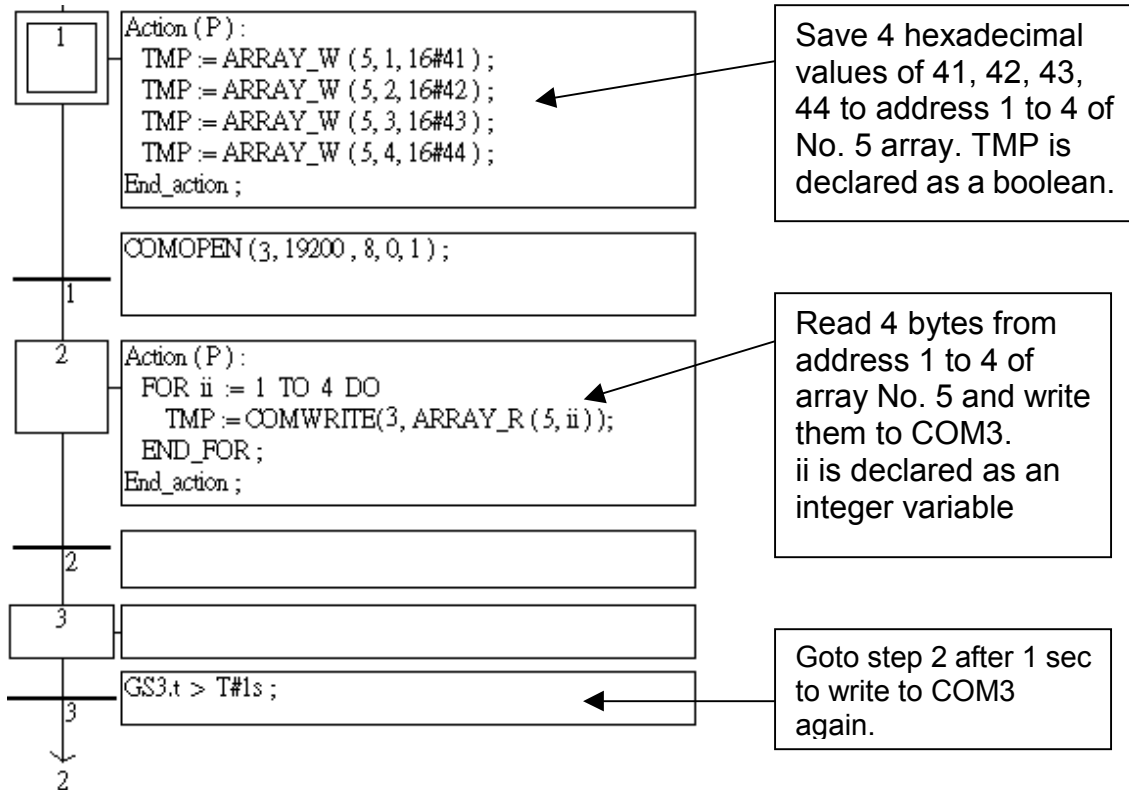 1
Action ( P ) :
TMP := ARRAY_W ( 5, 1, 16#41 ) ;
TMP := ARRAY_W ( 5, 2, 16#42 ) ;
TMP := ARRAY_W ( 5, 3, 16#43 ) ;
TMP := ARRAY_W ( 5, 4, 16#44 ) ;
End_action ;
Save 4 hexadecimal
values of 41, 42, 43,
44 to address 1 to 4 of
No. 5 array. TMP is
declared as a boolean.
COMOPEN ( 3, 19200 , 8, 0, 1 ) ;
1
2
Action ( P ) :
FOR ii := 1 TO 4 DO
TMP := COMWRITE(3, ARRAY_R ( 5, ii ) );
END_FOR ;
End_action ;
Read 4 bytes from
address 1 to 4 of
array No. 5 and write
them to COM3.
ii is declared as an
integer variable
2
3
GS3.t > T#1s ;
3
Goto step 2 after 1 sec
to write to COM3
again.
2